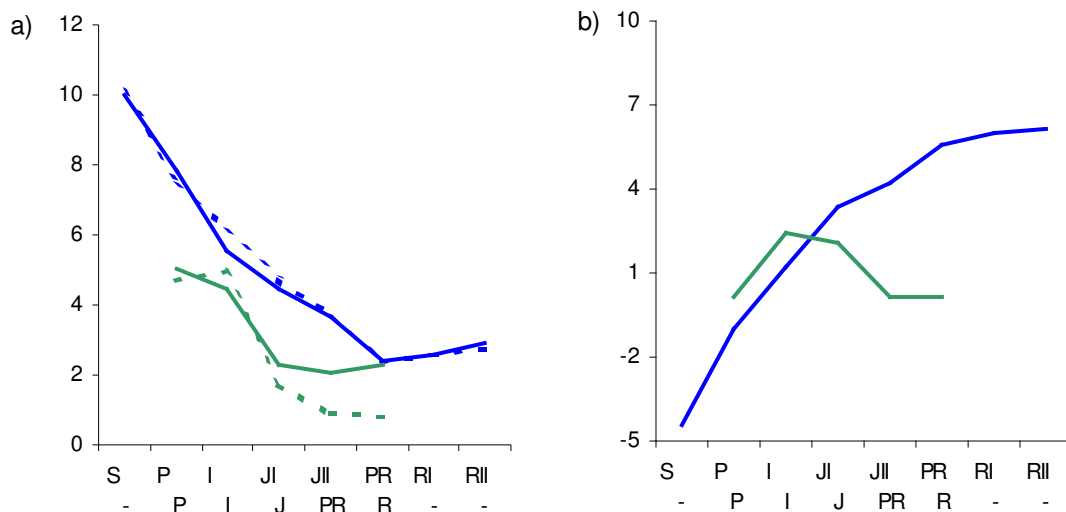 a)
12
10
8
6
4
2
0
S P I JI JII PR RI RII
- P I J PR R - -
b)
10
7
4
1
-2
-5
S P I JI JII PR RI RII
- P I J PR R - -